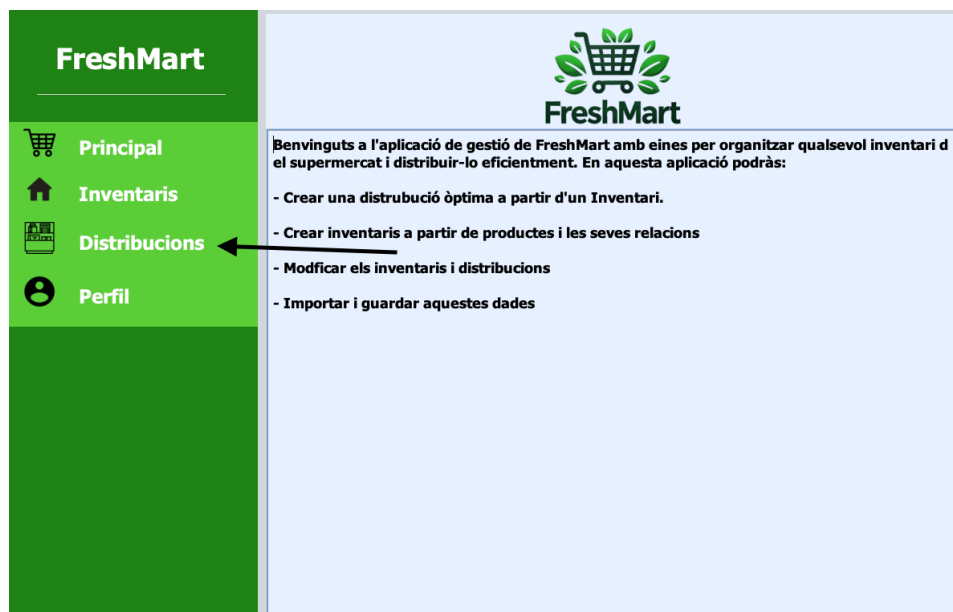 FreshMart
Principal
Inventaris
Distribucions
Perfil
FreshMart
Benvinguts a l'aplicació de gestió de FreshMart amb eines per organitzar qualsevol inventari d
el supermercat i distribuir-lo eficientment. En aquesta aplicació podràs:
- Crear una distrubució òptima a partir d'un Inventari.
- Crear inventaris a partir de productes i les seves relacions
- Modficar els inventaris i distribucions
- Importar i guardar aquestes dades